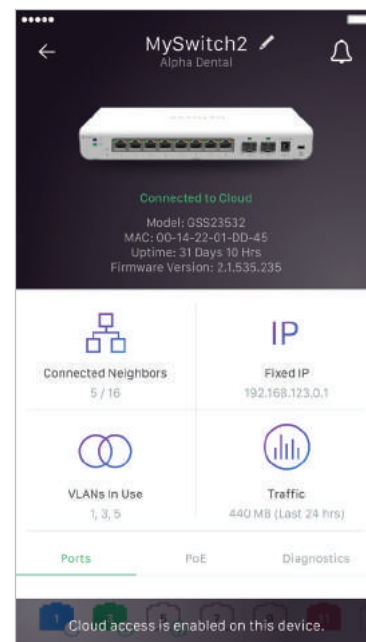 MySwitch2
Alpha Dental
Connected to Cloud
Model: GSS23532
MAC: 00-14-22-01-DD-45
Uptime: 31 Days 10 Hrs
Firmware Version: 2.1.535.235
IP
Connected Neighbors
5 / 16
Fixed IP
192.168.123.0.1
VLANs In Use
1, 3, 5
Traffic
440 MB (Last 24 hrs)
Ports
PoE
Diagnostics
Cloud access is enabled on this device.